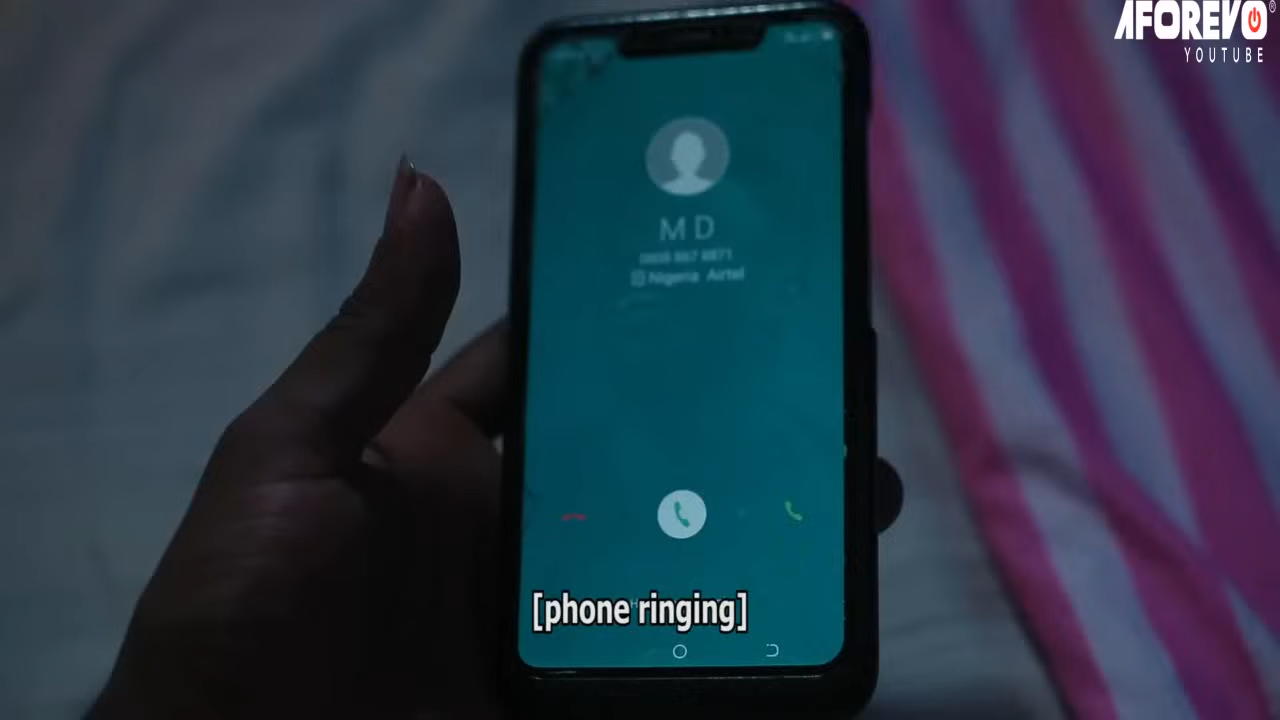 AFOREVO
YOUTUBE
M D
Nigeria Airtel
[phone ringing]